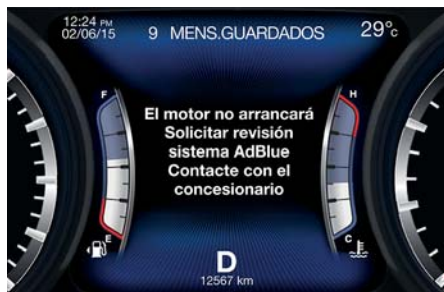 12:24 PM
02/06/15
9 MENS.GUARDADOS
29°c
F
H
El motor no arrancará
Solicitar revisión
sistema AdBlue
Contacte con el
concesionario
E
C
D
12567 km